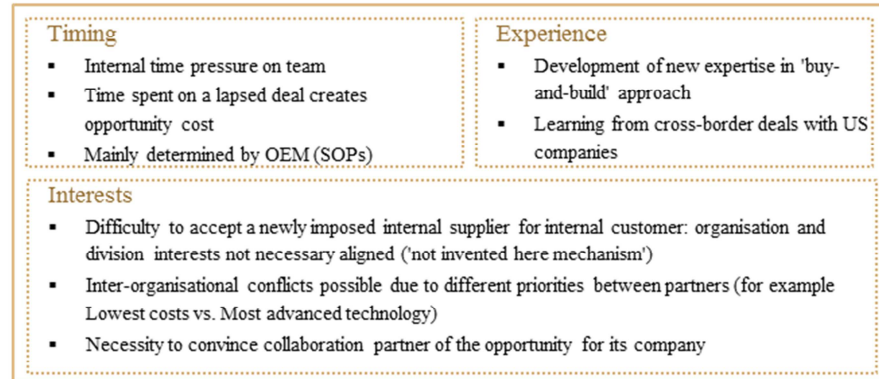 Timing
▪ Internal time pressure on team
▪ Time spent on a lapsed deal creates
opportunity cost
▪ Mainly determined by OEM (SOPs)
Experience
▪ Development of new expertise in 'buy-
and-build' approach
▪ Learning from cross-border deals with US
companies
Interests
▪ Difficulty to accept a newly imposed internal supplier for internal customer: organisation and
division interests not necessary aligned ('not invented here mechanism')
▪ Inter-organisational conflicts possible due to different priorities between partners (for example
Lowest costs vs. Most advanced technology)
▪ Necessity to convince collaboration partner of the opportunity for its company